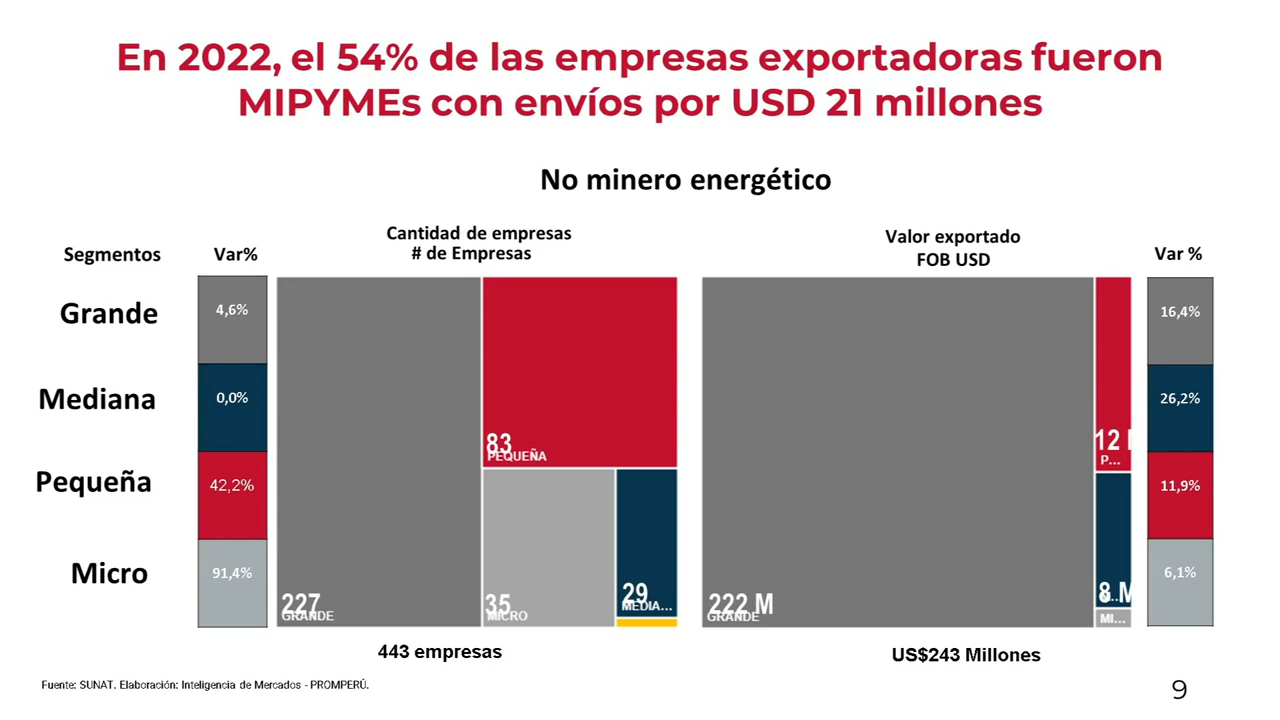 En 2022, el 54% de las empresas exportadoras fueron
MIPYMEs con envíos por USD 21 millones
No minero energético
Segmentos
Var%
Cantidad de empresas
# de Empresas
Valor exportado
FOB USD
Var %
Grande
4,6%
16,4%
Mediana
0,0%
26,2%
Pequeña
42,2%
11,9%
Micro
91,4%
6,1%
83
PEQUEÑA
227
GRANDE
35
MICRO
29
MEDIA...
222 M
GRANDE
12
P...
8 M
MI...
443 empresas
US$243 Millones
Fuente: SUNAT. Elaboración: Inteligencia de Mercados - PROMPERÚ.
9